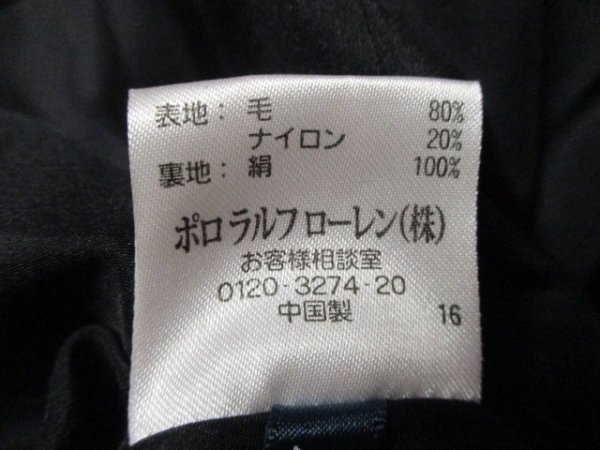 表地：毛 80%
ナイロン 20%
裏地：絹 100%
ポロラルフローレン(株)
お客様相談室
0120-3274-20
中国製 16